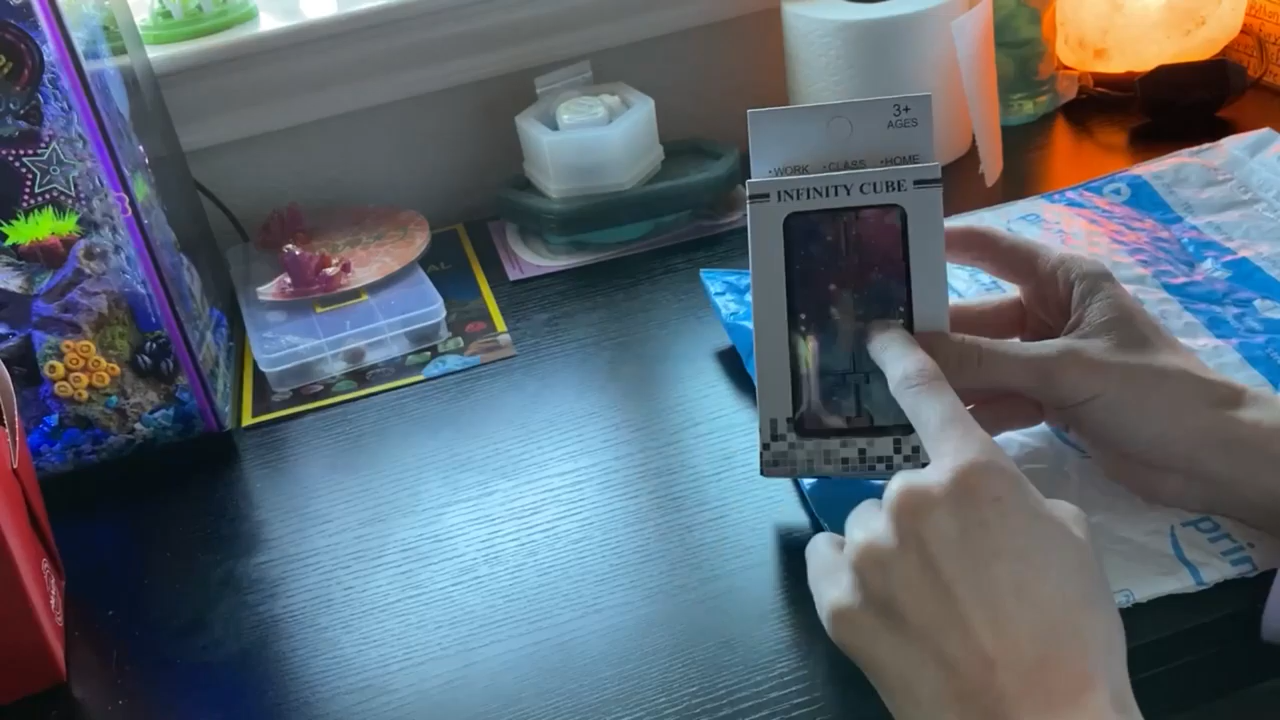 3+
AGES
•WORK •CLASS •HOME
INFINITY CUBE
prim